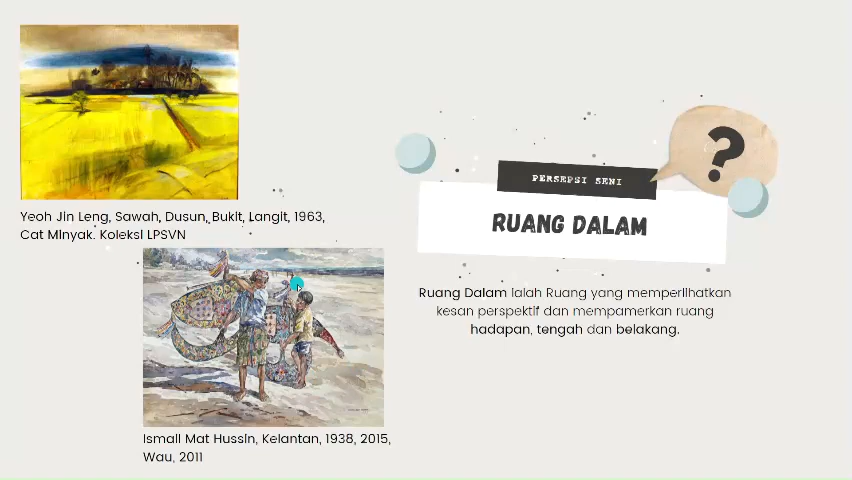 Yeoh Jin Leng, Sawah, Dusun, Bukit, Langit, 1963,
Cat Minyak. Koleksi LPSVN
Ismail Mat Hussin, Kelantan, 1938, 2015,
Wau, 2011
?
PERSEPSI SENI
RUANG DALAM
Ruang Dalam ialah Ruang yang memperlihatkan
kesan perspektif dan mempamerkan ruang
hadapan, tengah dan belakang.